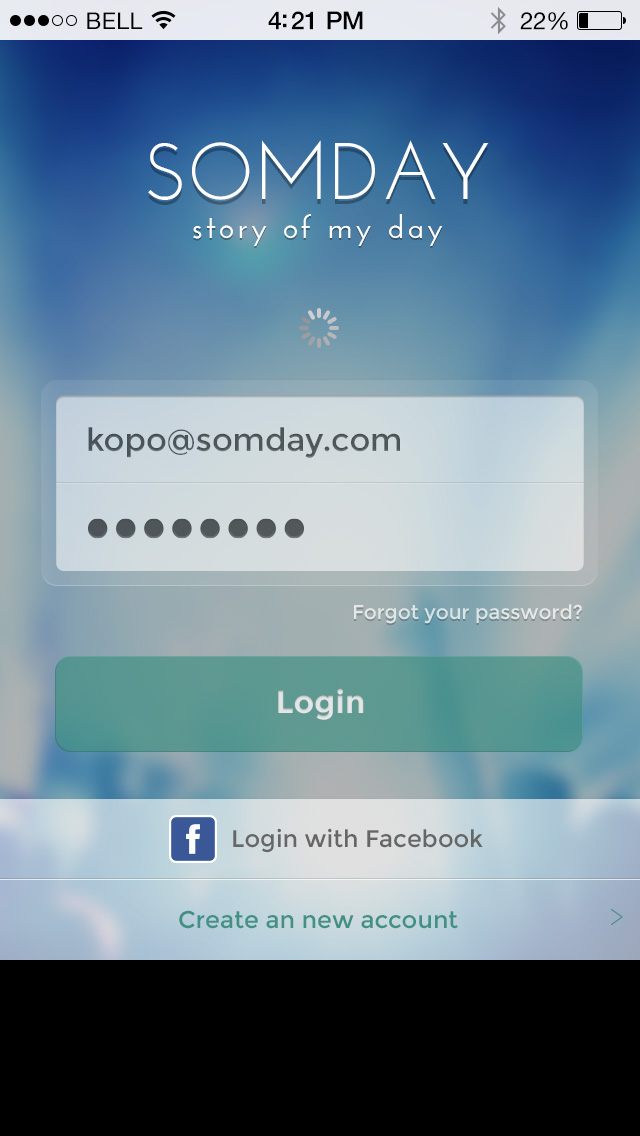 BELL 4:21 PM 22%
SOMDAY
story of my day
kopo@somday.com
Forgot your password?
Login
f Login with Facebook
Create an new account >